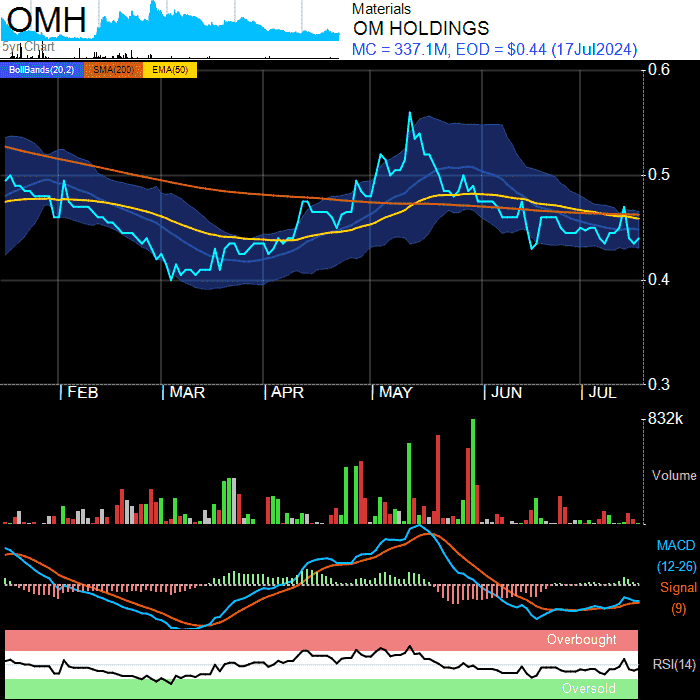 OMH
5yr Chart
Materials
OM HOLDINGS
MC = 337.1M, EOD = $0.44 (17Jul2024)
BollBands(20,2) SMA(200) EMA(50)
0.6
0.5
0.4
0.3
FEB MAR APR MAY JUN JUL
832k
Volume
MACD
(12-26)
Signal
(9)
Overbought
RSI(14)
Oversold